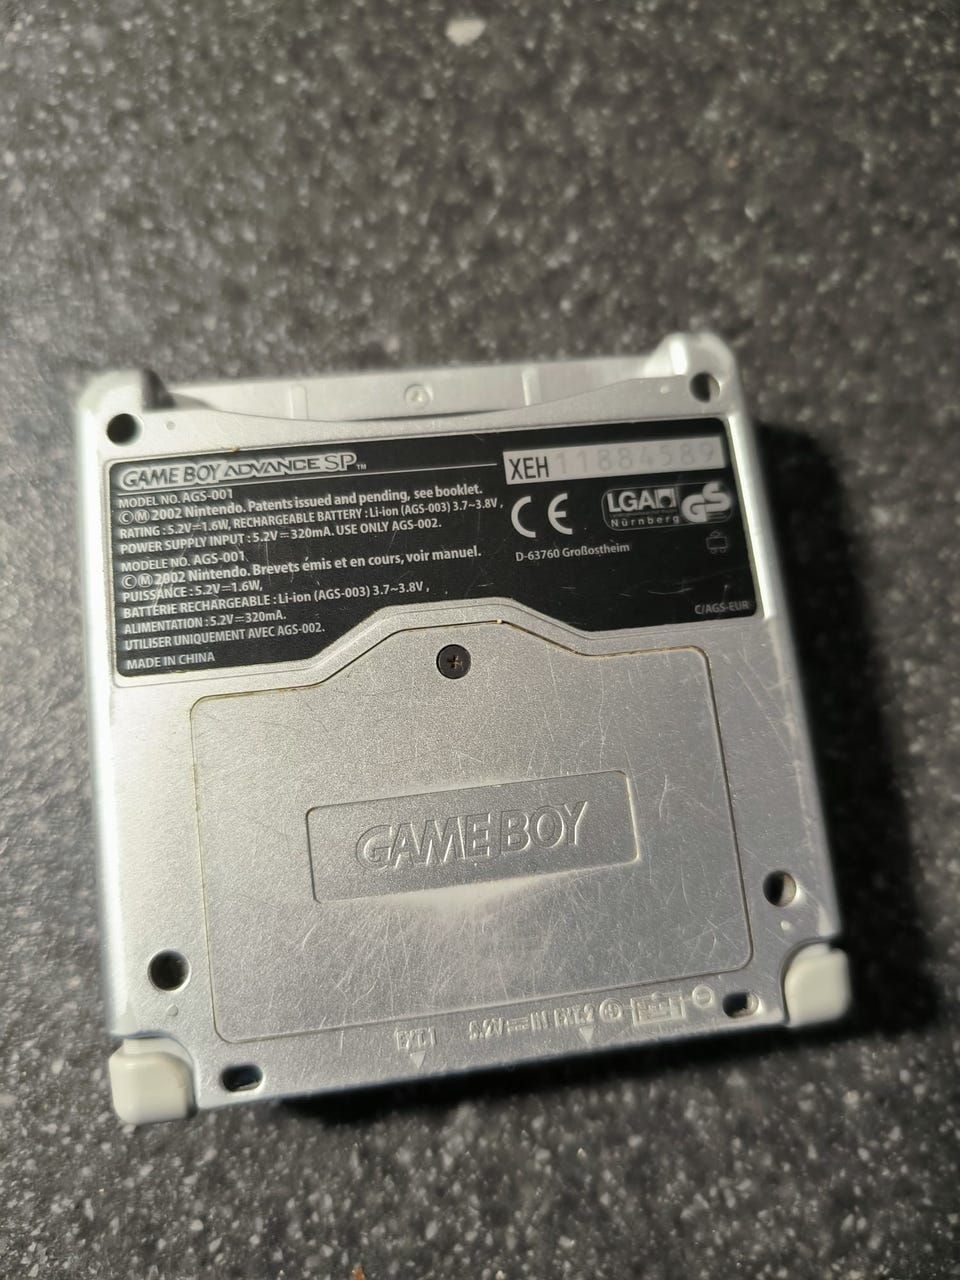 GAME BOY ADVANCE SP™
MODEL NO. AGS-001
©Ⓜ 2002 Nintendo. Patents issued and pending, see booklet.
RATING : 5.2V⎓1.6W, RECHARGEABLE BATTERY : Li-ion (AGS-003) 3.7~3.8V ,
POWER SUPPLY INPUT : 5.2V⎓320mA. USE ONLY AGS-002.
MODELE NO. AGS-001
©Ⓜ 2002 Nintendo. Brevets émis et en cours, voir manuel.
PUISSANCE : 5.2V⎓1.6W,
BATTERIE RECHARGEABLE : Li-ion (AGS-003) 3.7~3.8V ,
ALIMENTATION : 5.2V⎓320mA.
UTILISER UNIQUEMENT AVEC AGS-002.
MADE IN CHINA
XEH 11884589
CE
LGA
Nürnberg
GS
D-63760 Großostheim
C/AGS-EUR
GAME BOY
EXT.1
5.2V⎓IN
EXT.2